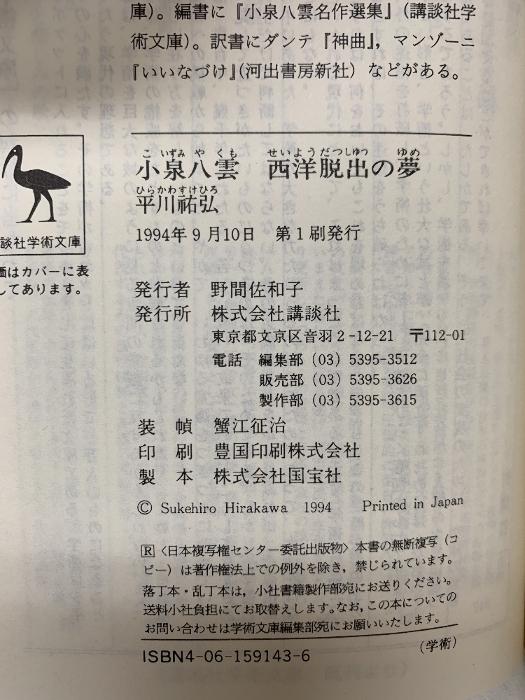 庫)。編書に『小泉八雲名作選集』(講談社学
術文庫)。訳書にダンテ『神曲』,マンゾーニ
『いいなづけ』(河出書房新社)などがある。
こいずみやくも せいようだつしゅつ ゆめ
小泉八雲 西洋脱出の夢
ひらかわすけひろ
平川祐弘
1994年9月10日 第1刷発行
談社学術文庫
価はカバーに表
してあります。
発行者 野間佐和子
発行所 株式会社講談社
東京都文京区音羽2-12-21 〒112-01
電話 編集部(03)5395-3512
販売部(03)5395-3626
製作部(03)5395-3615
装 幀 蟹江征治
印 刷 豊国印刷株式会社
製 本 株式会社国宝社
© Sukehiro Hirakawa 1994 Printed in Japan
R〈日本複写権センター委託出版物〉本書の無断複写(コ
ピー)は著作権法上での例外を除き,禁じられています。
落丁本・乱丁本は,小社書籍製作部宛にお送りください。
送料小社負担にてお取替えします。なお,この本についての
お問い合わせは学術文庫編集部宛にお願いいたします。
ISBN4-06-159143-6
(学術)